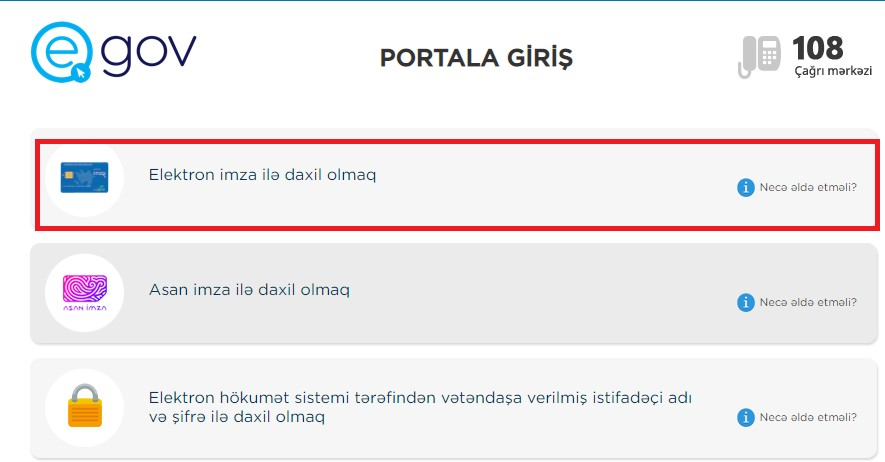 e gov
PORTALA GİRİŞ
108
Çağrı mərkəzi
Elektron imza ilə daxil olmaq
Necə əldə etməli?
ASAN İMZA
Asan imza ilə daxil olmaq
Necə əldə etməli?
Elektron hökumət sistemi tərəfindən vətəndaşa verilmiş istifadəçi adı
və şifrə ilə daxil olmaq
Necə əldə etməli?